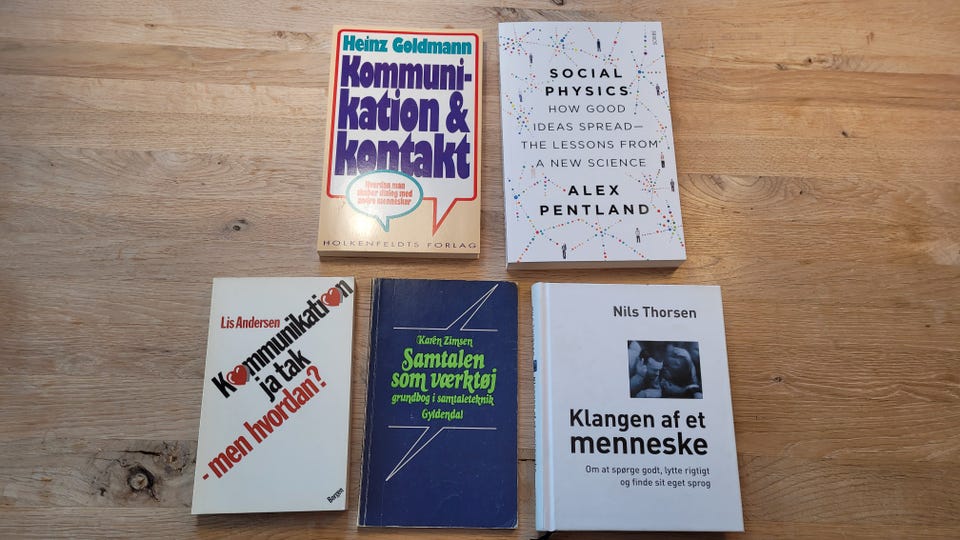 Heinz Goldmann
Kommuni-
kation &
kontakt
Hvordan man
skaber dialog med
andre mennesker
HOLKENFELDTS FORLAG
SOCIAL
PHYSICS
HOW GOOD
IDEAS SPREAD—
THE LESSONS FROM
A NEW SCIENCE
ALEX
PENTLAND
Lis Andersen
Kommunikation
ja tak
- men hvordan?
Borgen
Karen Zimsen
Samtalen
som værktøj
grundbog i samtaleteknik
Gyldendal
Nils Thorsen
Klangen af et
menneske
Om at spørge godt, lytte rigtigt
og finde sit eget sprog